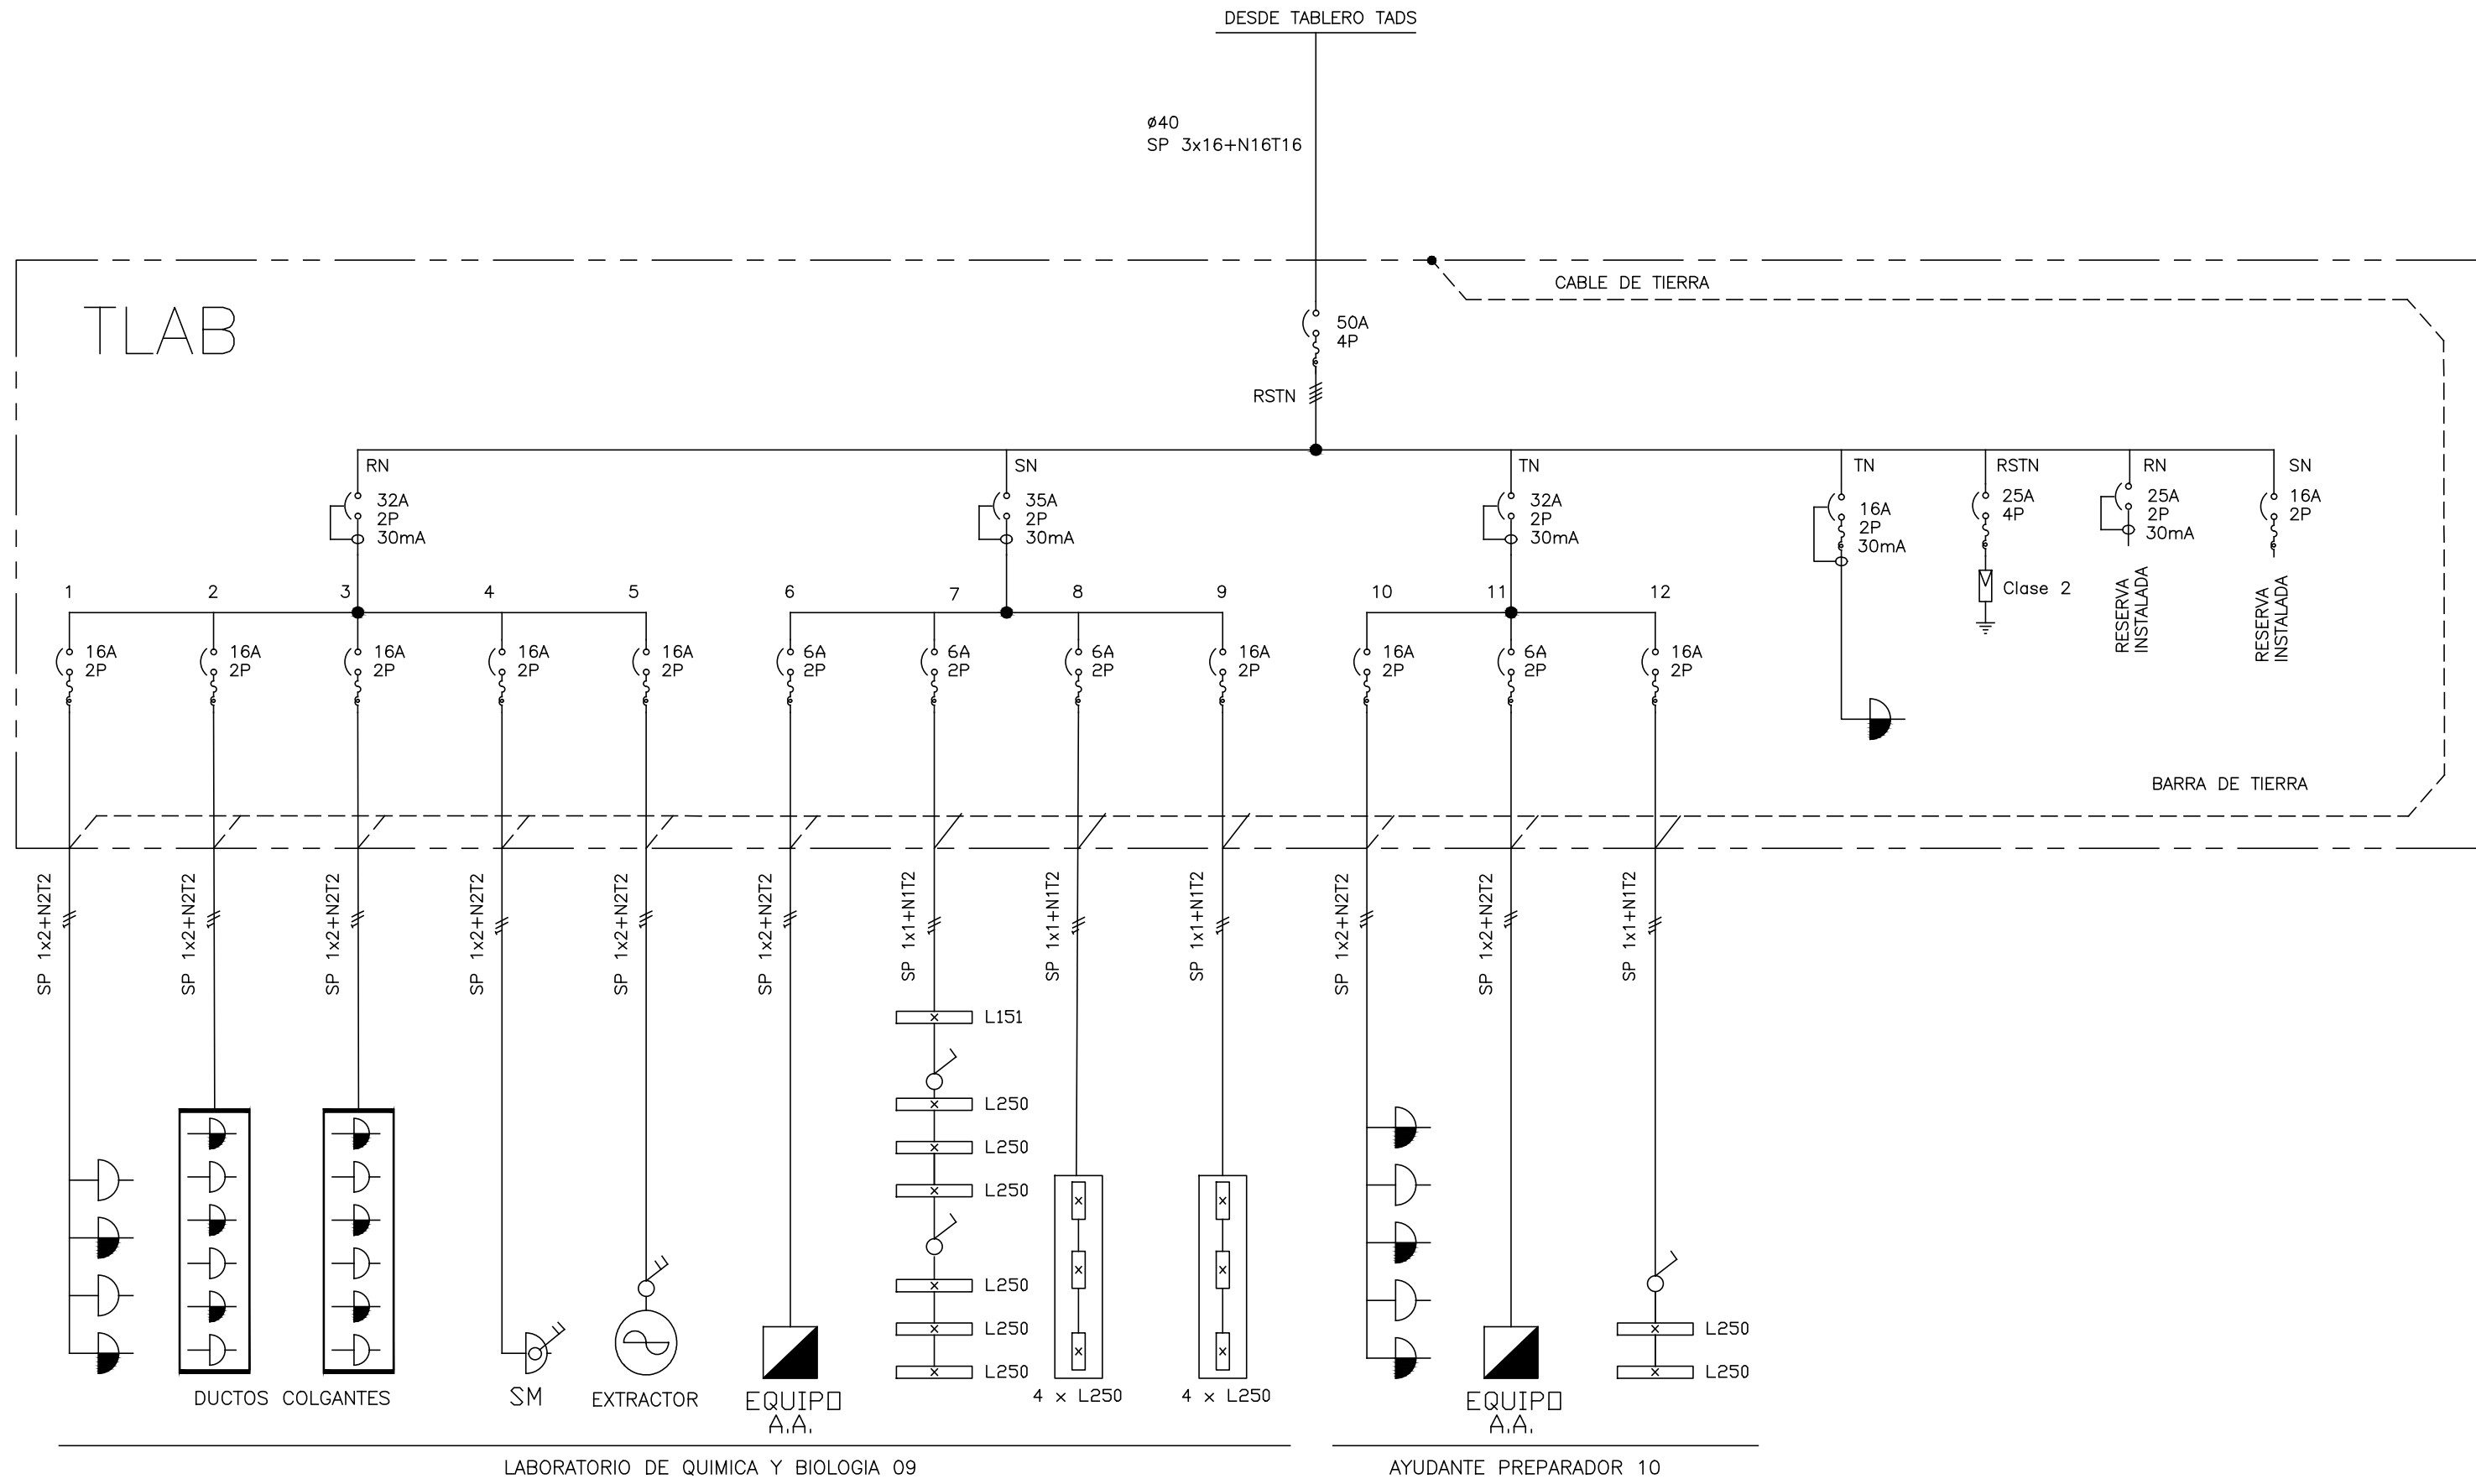 DESDE TABLERO TADS
ø40
SP 3x16+N16T16
CABLE DE TIERRA
TLAB
50A
4P
RSTN
RN
32A
2P
30mA
SN
35A
2P
30mA
TN
32A
2P
30mA
TN
16A
2P
30mA
RSTN
25A
4P
Clase 2
RN
25A
2P
30mA
RESERVA
INSTALADA
SN
16A
2P
RESERVA
INSTALADA
1
2
3
4
5
6
7
8
9
10
11
12
16A
2P
16A
2P
16A
2P
16A
2P
16A
2P
6A
2P
6A
2P
6A
2P
16A
2P
16A
2P
6A
2P
16A
2P
BARRA DE TIERRA
SP 1x2+N2T2
SP 1x2+N2T2
SP 1x2+N2T2
SP 1x2+N2T2
SP 1x2+N2T2
SP 1x2+N2T2
SP 1x1+N1T2
SP 1x1+N1T2
SP 1x1+N1T2
SP 1x2+N2T2
SP 1x2+N2T2
SP 1x1+N1T2
L151
L250
L250
L250
L250
L250
L250
L250
L250
DUCTOS COLGANTES
SM
EXTRACTOR
EQUIPO
A.A.
4 x L250
4 x L250
EQUIPO
A.A.
LABORATORIO DE QUIMICA Y BIOLOGIA 09
AYUDANTE PREPARADOR 10